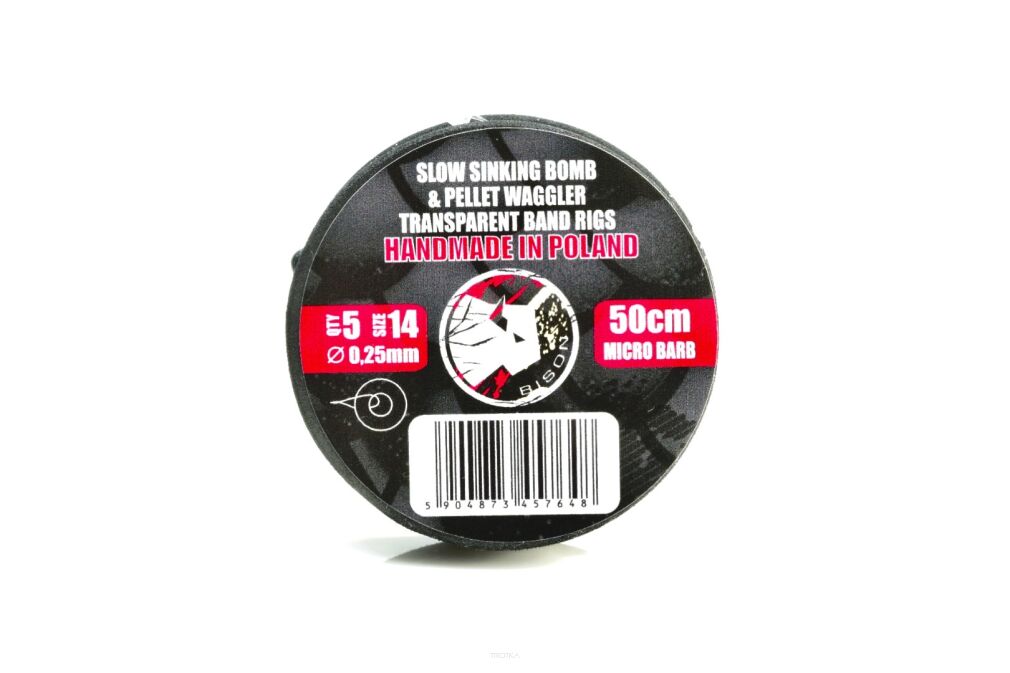 SLOW SINKING BOMB
& PELLET WAGGLER
TRANSPARENT BAND RIGS
HANDMADE IN POLAND
QTY 5 SIZE 14
Ø 0,25mm
50cm
MICRO BARB
BISON
5 904873 457648